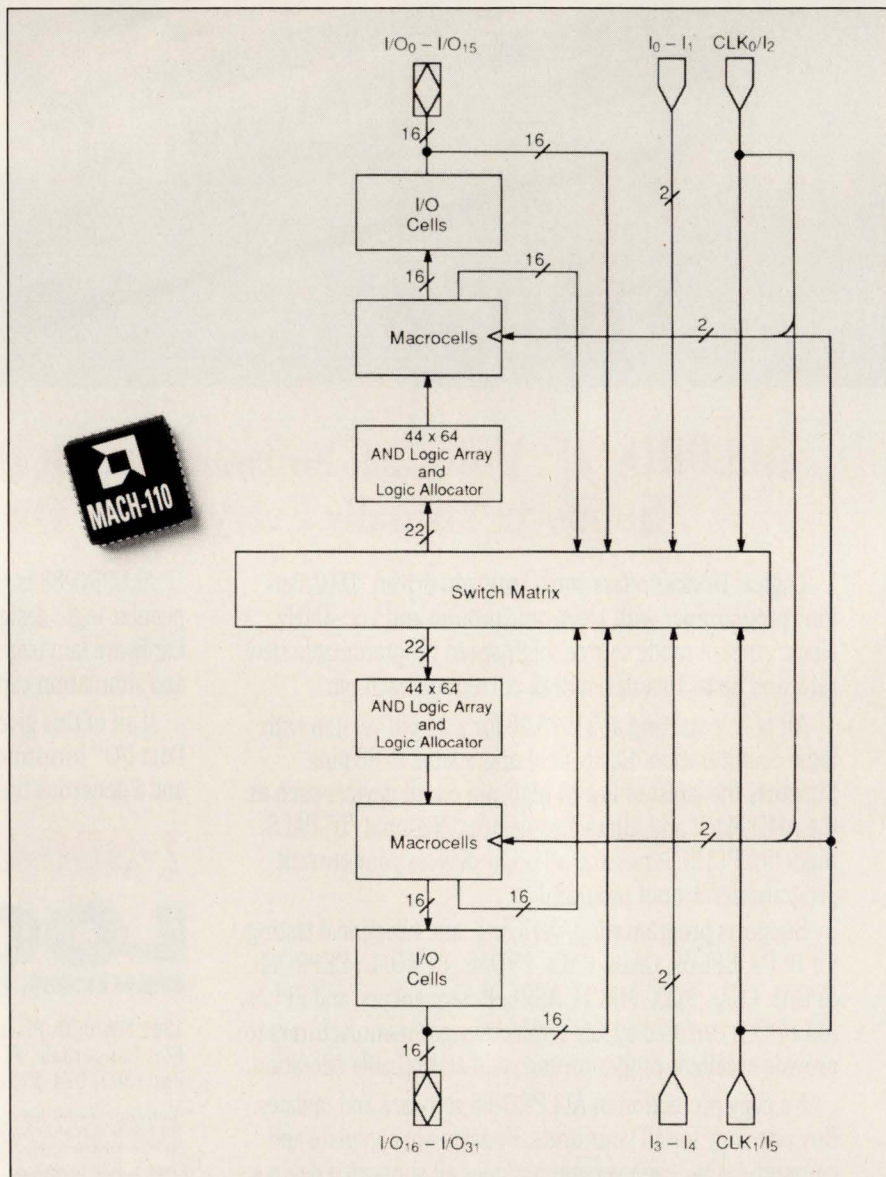 I/O₀ – I/O₁₅ I₀ – I₁ CLK₀/I₂
16 16
2
I/O
Cells
16 16
Macrocells 2
44 x 64
AND Logic Array
and
Logic Allocator
MACH-110
22
Switch Matrix
22
44 x 64
AND Logic Array
and
Logic Allocator
2
Macrocells
16 16
I/O
Cells
2
16 16
I/O₁₆ – I/O₃₁ I₃ – I₄ CLK₁/I₅